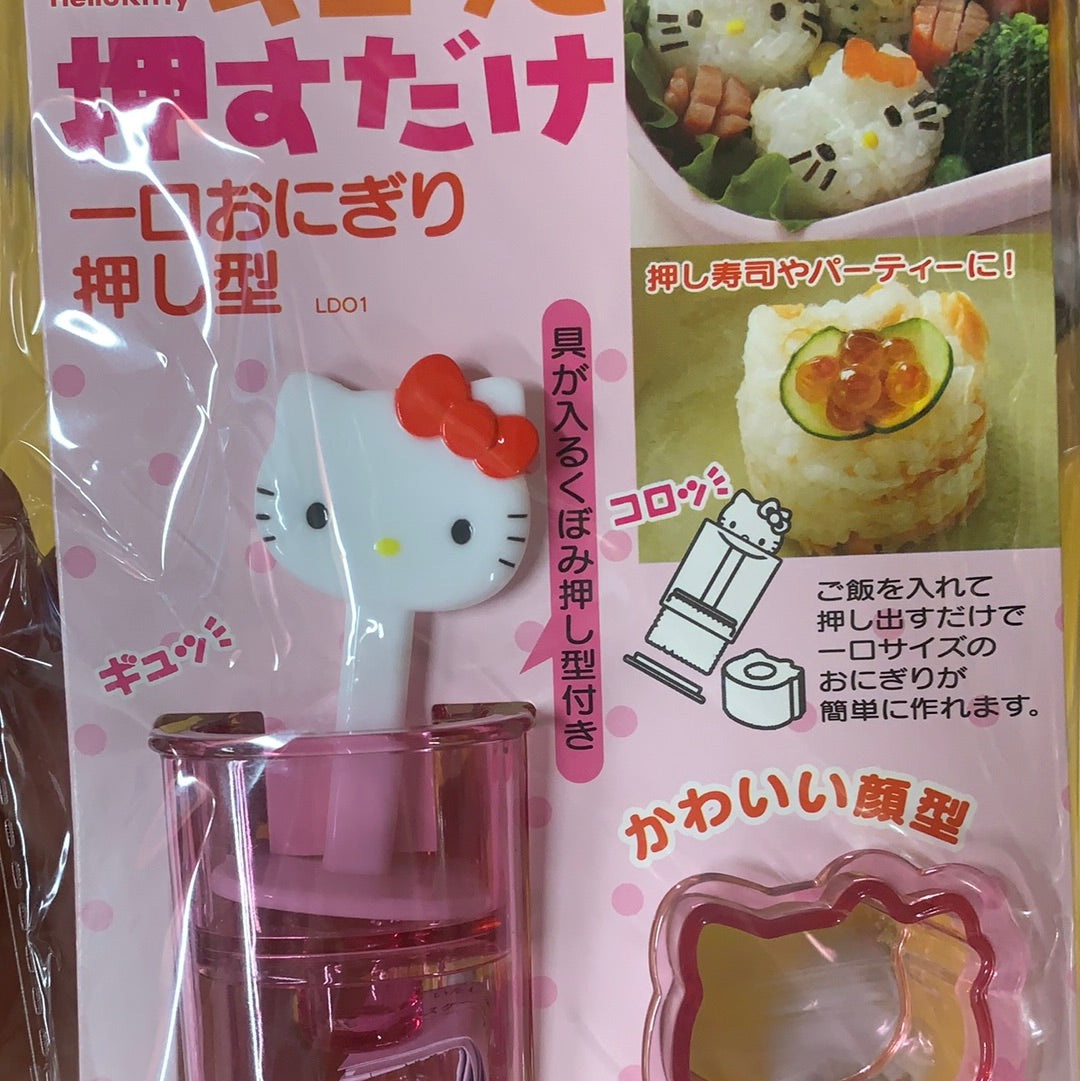 HelloKitty
押すだけ
一口おにぎり
押し型 LD01
押し寿司やパーティーに!
具が入るくぼみ押し型付き
コロッ
ギュッ
ご飯を入れて
押し出すだけで
一口サイズの
おにぎりが
簡単に作れます。
かわいい顔型